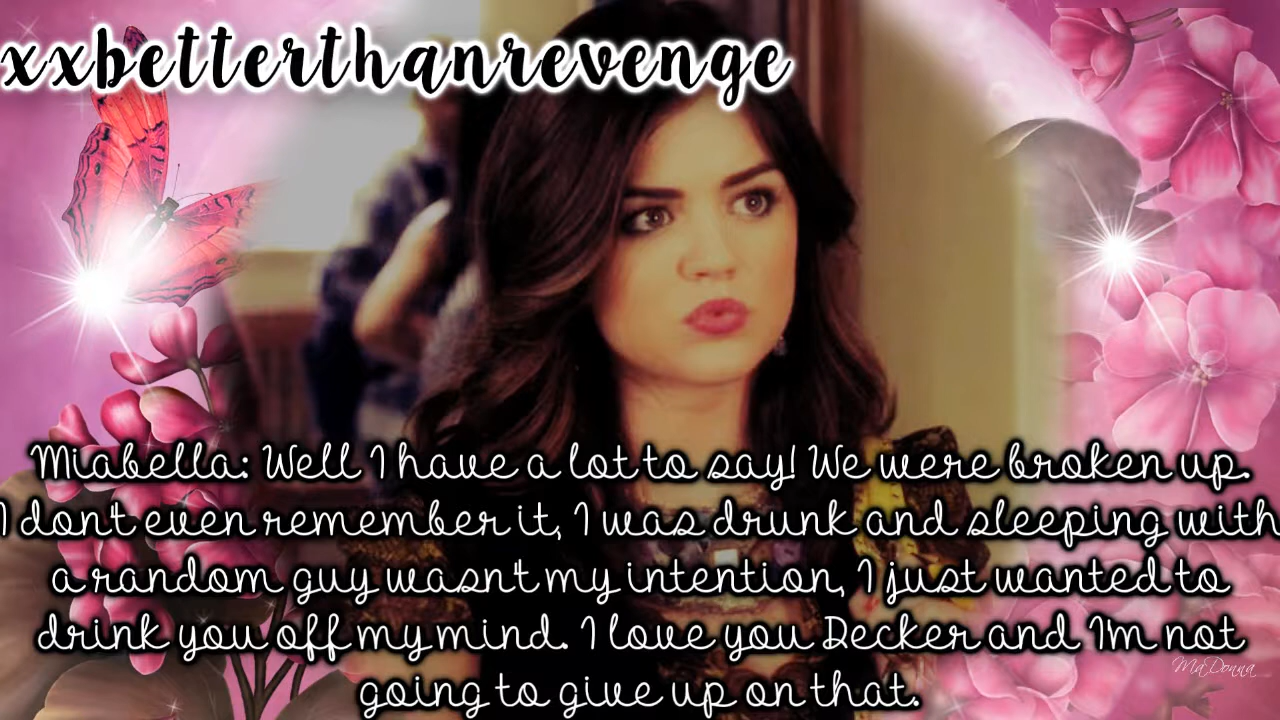 xxbetterthanrevenge
Miabella: Well I have a lot to say! We were broken up.
I don't even remember it, I was drunk and sleeping with
a random guy wasn't my intention, I just wanted to
drink you off my mind. I love you Decker and I'm not
going to give up on that.
MaDonna